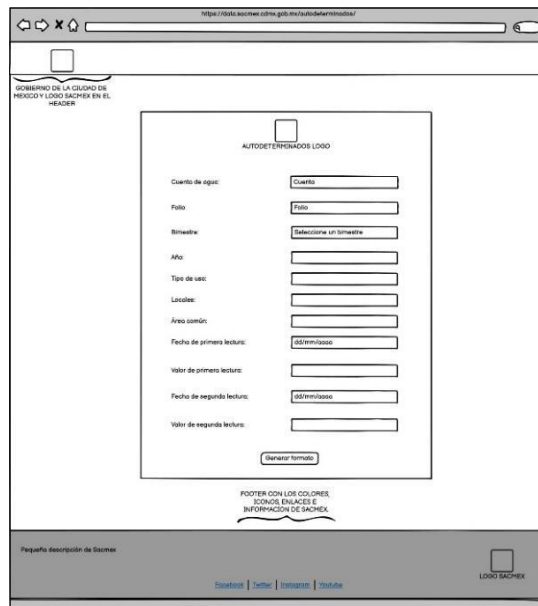 https://data.sacmex.cdmx.gob.mx/autodeterminados/
GOBIERNO DE LA CIUDAD DE
MEXICO Y LOGO SACMEX EN EL
HEADER
AUTODETERMINADOS LOGO
Cuenta de agua: Cuenta
Folio Folio
Bimestre: Seleccione un bimestre
Año:
Tipo de uso:
Locales:
Área común:
Fecha de primera lectura: dd/mm/aaaa
Valor de primera lectura:
Fecha de segunda lectura: dd/mm/aaaa
Valor de segunda lectura:
Generar formato
FOOTER CON LOS COLORES,
ICONOS, ENLACES E
INFORMACION DE SACMEX.
Pequeña descripción de Sacmex
LOGO SACMEX
Facebook | Twitter | Instagram | Youtube